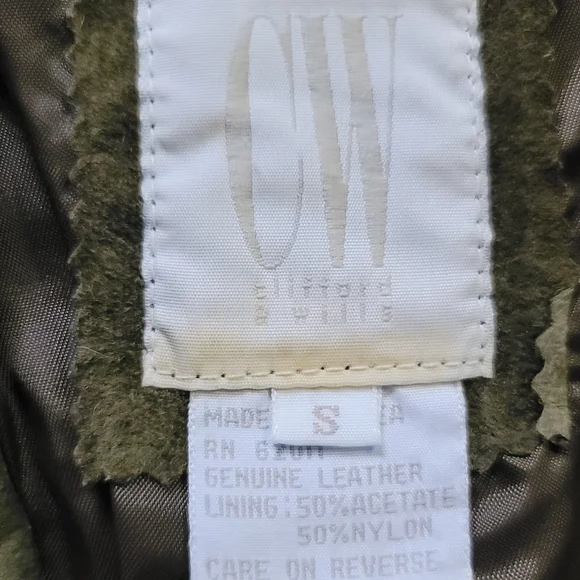 CW
clifford
& wills
S
MADE
RN
GENUINE LEATHER
LINING:50%ACETATE
50%NYLON
CARE ON REVERSE